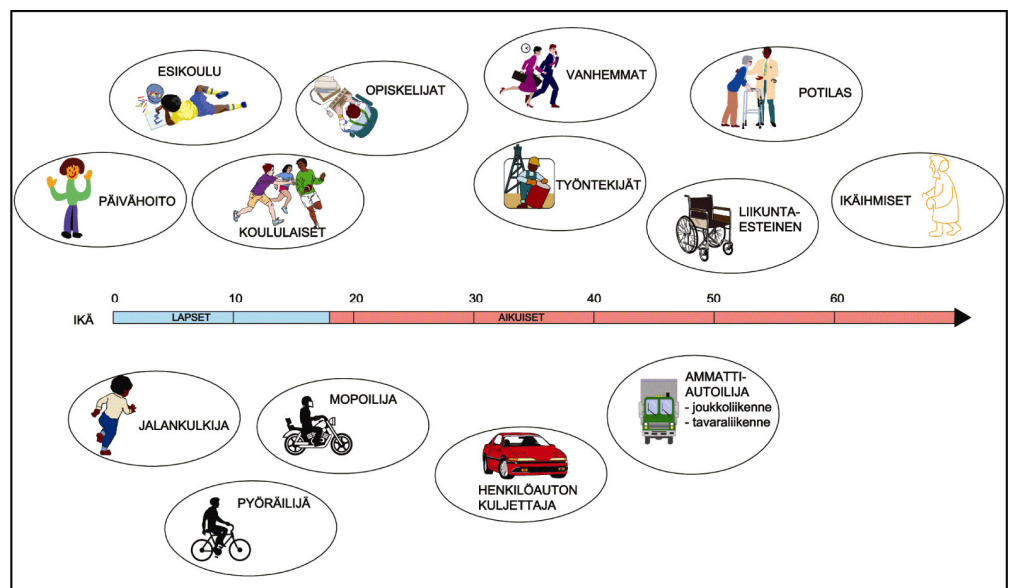 ESIKOULU
OPISKELIJAT
VANHEMMAT
POTILAS
PÄIVÄHOITO
KOULULAISET
TYÖNTEKIJÄT
LIIKUNTA-
ESTEINEN
IKÄIHMISET
0 10 20 30 40 50 60
IKÄ LAPSET AIKUISET
JALANKULKIJA
MOPOILIJA
AMMATTI-
AUTOILIJA
- joukkoliikenne
- tavaraliikenne
HENKILÖAUTON
KULJETTAJA
PYÖRÄILIJÄ